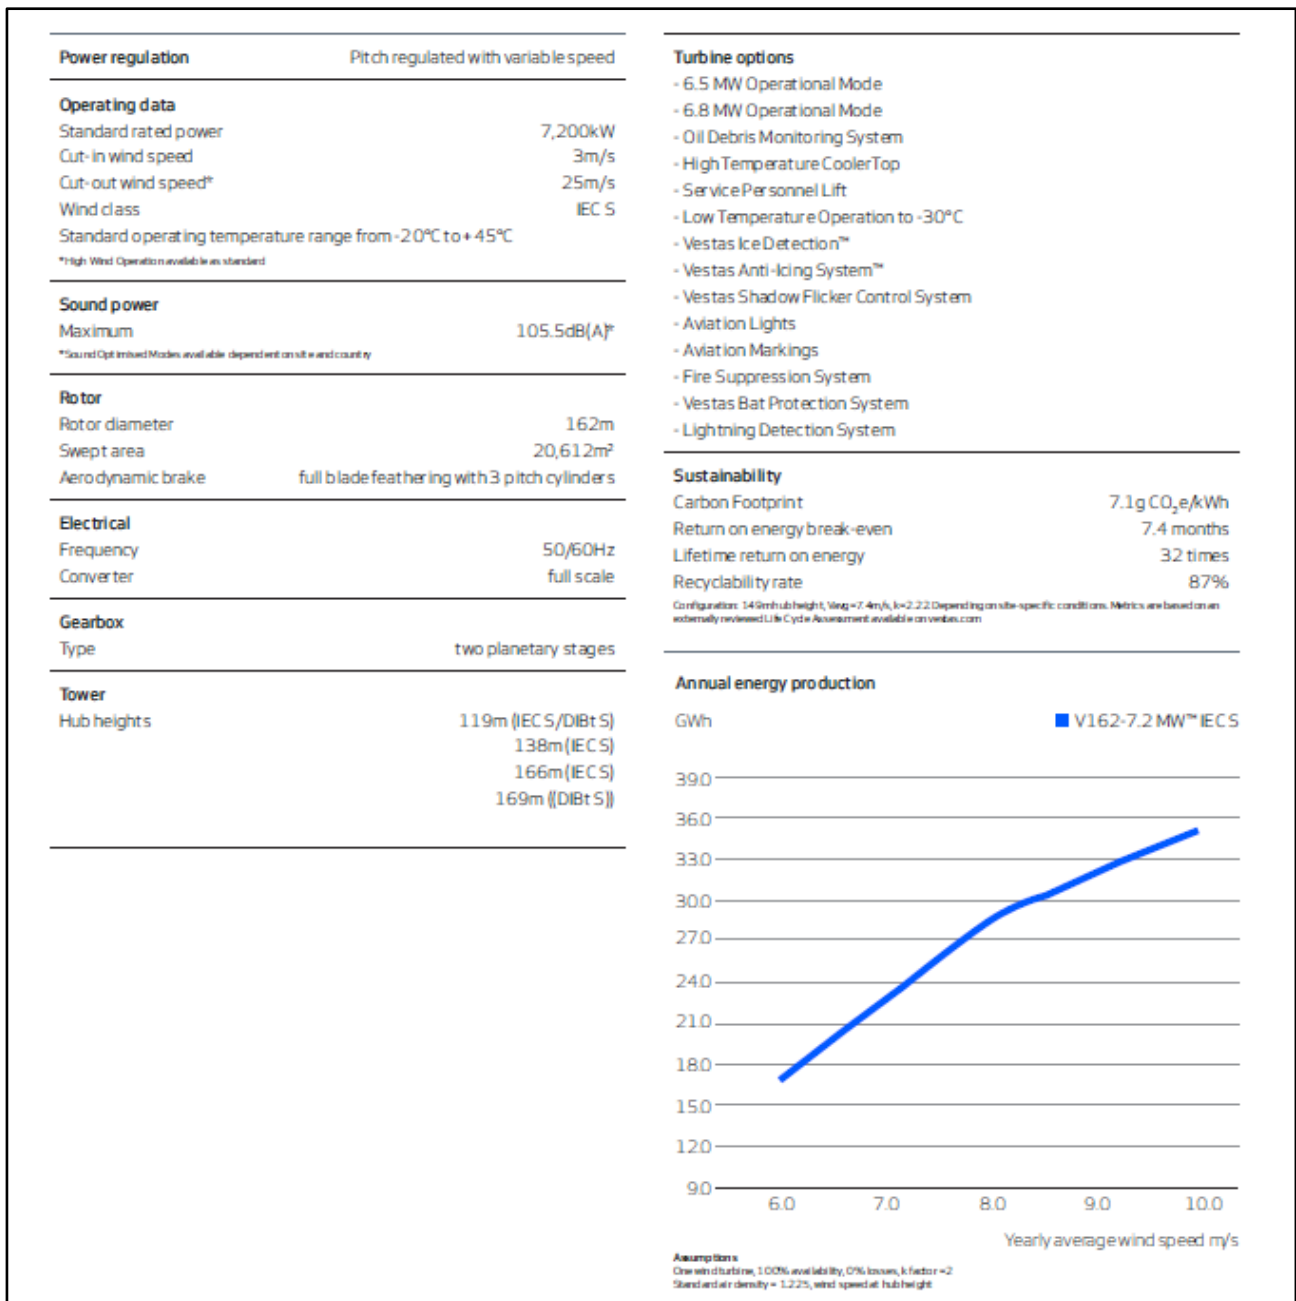 Power regulation Pitch regulated with variable speed
Operating data
Standard rated power 7,200kW
Cut-in wind speed 3m/s
Cut-out wind speed* 25m/s
Wind class IEC S
Standard operating temperature range from -20°C to +45°C
*High Wind Operation available as standard
Sound power
Maximum 105.5dB(A)*
*Sound Optimised Modes available dependent on site and country
Rotor
Rotor diameter 162m
Swept area 20,612m²
Aerodynamic brake full blade feathering with 3 pitch cylinders
Electrical
Frequency 50/60Hz
Converter full scale
Gearbox
Type two planetary stages
Tower
Hub heights 119m (IEC S/DIBt S)
138m (IEC S)
166m (IEC S)
169m ((DIBt S))
Turbine options
- 6.5 MW Operational Mode
- 6.8 MW Operational Mode
- Oil Debris Monitoring System
- High Temperature CoolerTop
- Service Personnel Lift
- Low Temperature Operation to -30°C
- Vestas Ice Detection™
- Vestas Anti-Icing System™
- Vestas Shadow Flicker Control System
- Aviation Lights
- Aviation Markings
- Fire Suppression System
- Vestas Bat Protection System
- Lightning Detection System
Sustainability
Carbon Footprint 7.1g CO₂e/kWh
Return on energy break-even 7.4 months
Lifetime return on energy 32 times
Recyclability rate 87%
Configuration: 149m hub height, Vavg=7.4m/s, k=2.22. Depending on site-specific conditions. Metrics are based on an
externally reviewed Life Cycle Assessment available on vestas.com
Annual energy production
GWh V162-7.2 MW™ IEC S
39.0
36.0
33.0
30.0
27.0
24.0
21.0
18.0
15.0
12.0
9.0
6.0 7.0 8.0 9.0 10.0
Yearly average wind speed m/s
Assumptions
One wind turbine, 100% availability, 0% losses, k factor =2
Standard air density = 1.225, wind speed at hub height